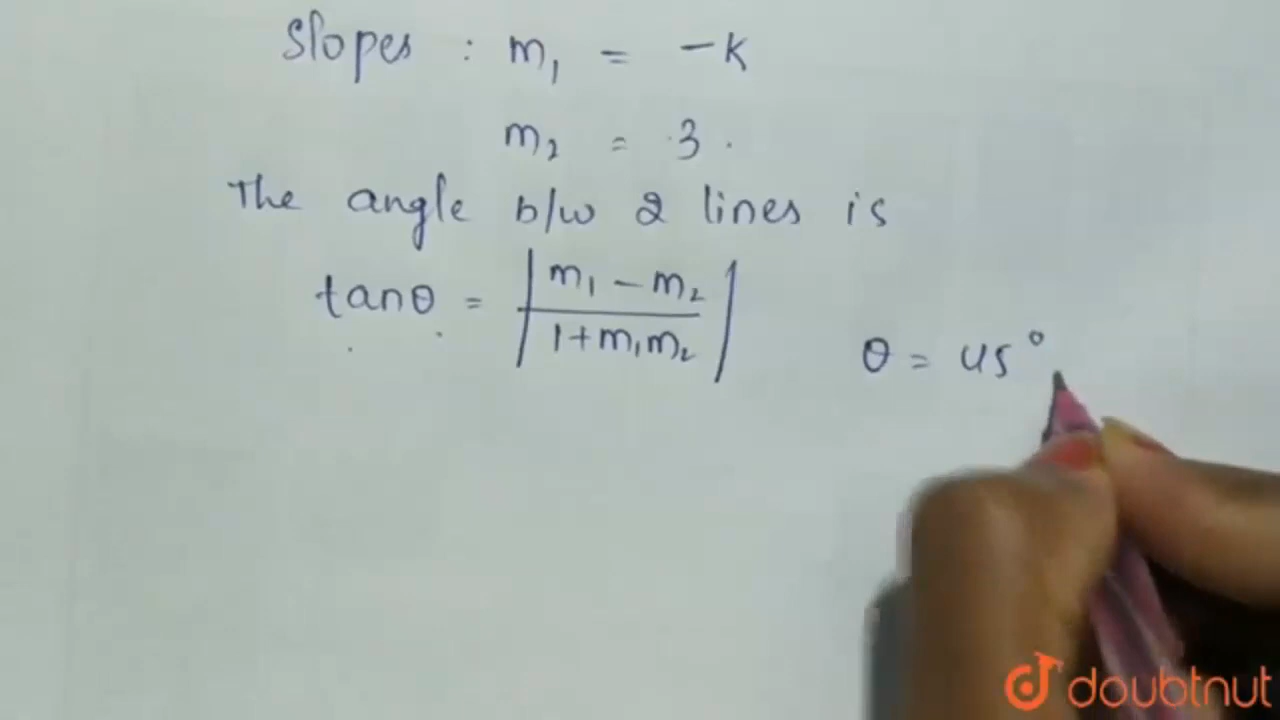 Slopes : m₁ = -K
m₂ = 3.
The angle b/w 2 lines is
tanθ = | m₁ - m₂ / 1+m₁m₂ |
θ = 45°
doubtnut